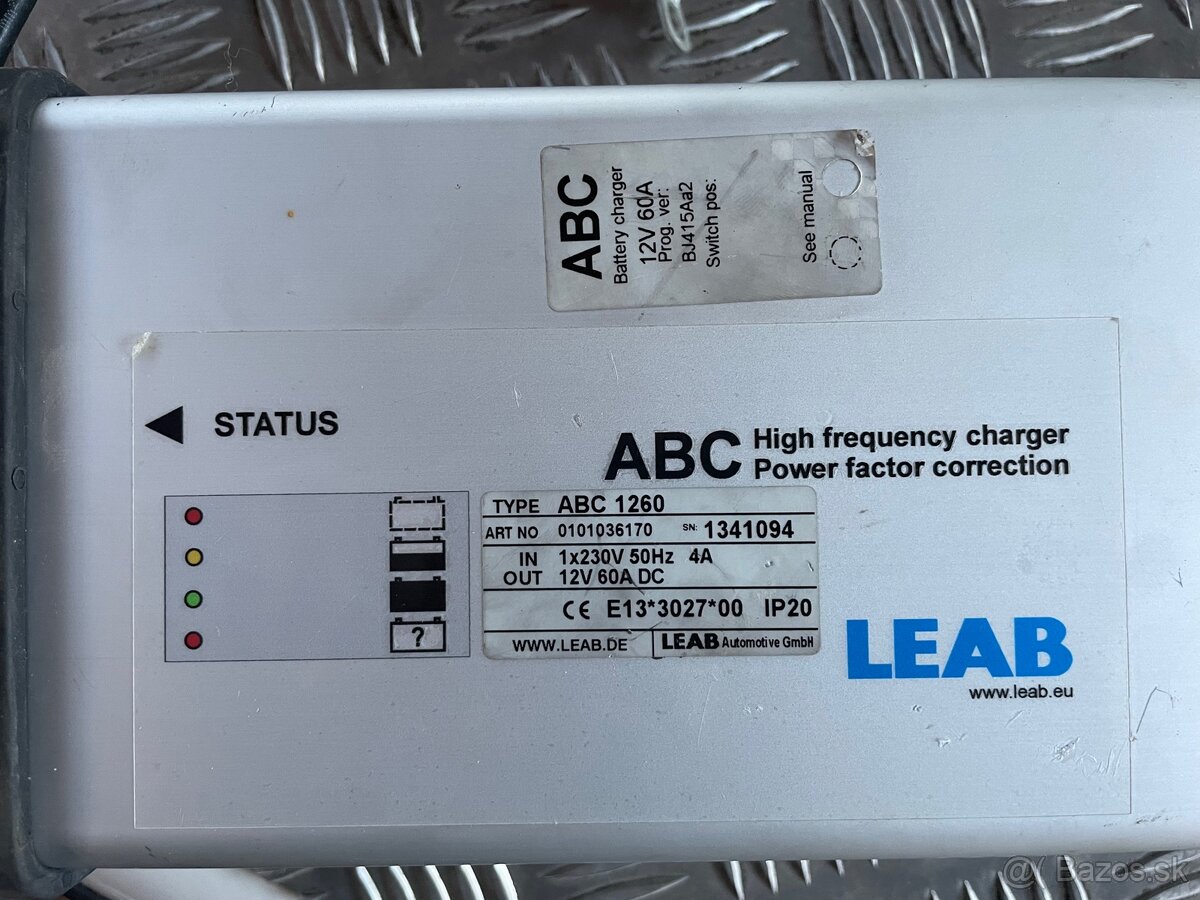 ABC
Battery charger
12V 60A
Prog. ver:
BJ415Aa2
Switch pos:
See manual
STATUS
ABC High frequency charger
Power factor correction
TYPE ABC 1260
ART NO 0101036170 SN: 1341094
IN 1x230V 50Hz 4A
OUT 12V 60A DC
CE E13*3027*00 IP20
WWW.LEAB.DE LEAB Automotive GmbH
?
LEAB
www.leab.eu
Bazos.sk